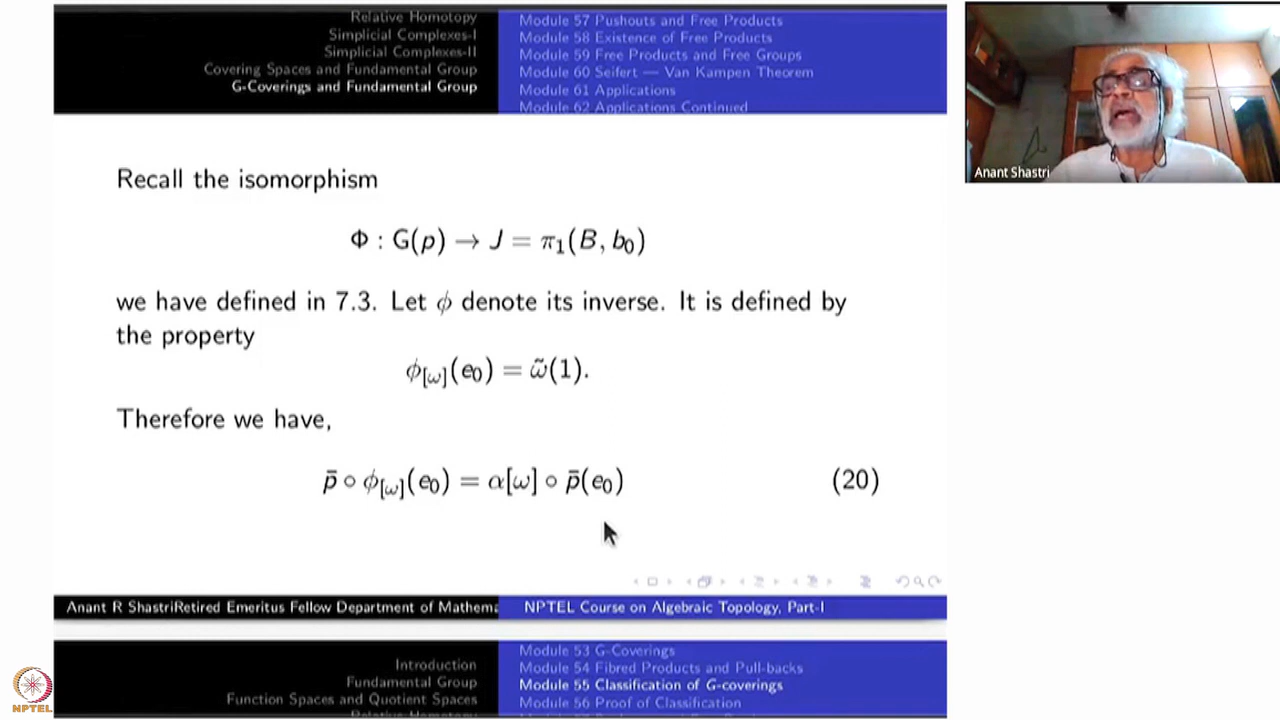 Relative Homotopy
Simplicial Complexes-I
Simplicial Complexes-II
Covering Spaces and Fundamental Group
G-Coverings and Fundamental Group
Module 57 Pushouts and Free Products
Module 58 Existence of Free Products
Module 59 Free Products and Free Groups
Module 60 Seifert — Van Kampen Theorem
Module 61 Applications
Module 62 Applications Continued
Anant Shastri
Recall the isomorphism
Φ : G(p) → J = π₁(B, b₀)
we have defined in 7.3. Let ϕ denote its inverse. It is defined by
the property
ϕ_[ω](e₀) = ω̃(1).
Therefore we have,
p̄ ∘ ϕ_[ω](e₀) = α[ω] ∘ p̄(e₀) (20)
Anant R ShastriRetired Emeritus Fellow Department of Mathema
NPTEL Course on Algebraic Topology, Part-I
Introduction
Fundamental Group
Function Spaces and Quotient Spaces
Relative Homotopy
Module 53 G-Coverings
Module 54 Fibred Products and Pull-backs
Module 55 Classification of G-coverings
Module 56 Proof of Classification
NPTEL